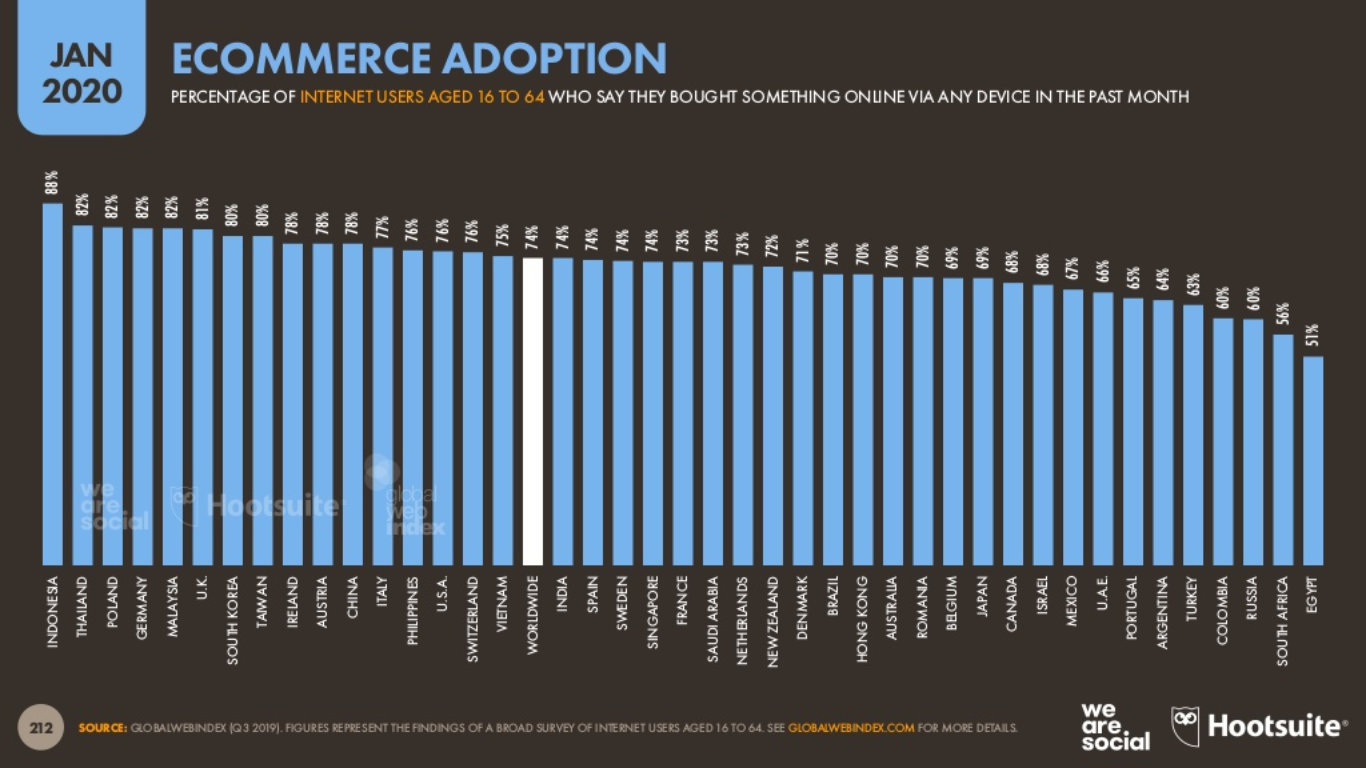 JAN
2020
ECOMMERCE ADOPTION
PERCENTAGE OF INTERNET USERS AGED 16 TO 64 WHO SAY THEY BOUGHT SOMETHING ONLINE VIA ANY DEVICE IN THE PAST MONTH
88% 82% 82% 82% 82% 81% 80% 80% 78% 78% 78% 77% 76% 76% 76% 75% 74% 74% 74% 74% 74% 73% 73% 73% 72% 71% 70% 70% 70% 70% 69% 69% 68% 68% 67% 66% 65% 64% 63% 60% 60% 56% 51%
we
are
social
Hootsuite
global
web
index
INDONESIA THAILAND POLAND GERMANY MALAYSIA U.K. SOUTH KOREA TAIWAN IRELAND AUSTRIA CHINA ITALY PHILIPPINES U.S.A. SWITZERLAND VIETNAM WORLDWIDE INDIA SPAIN SWEDEN SINGAPORE FRANCE SAUDI ARABIA NETHERLANDS NEW ZEALAND DENMARK BRAZIL HONG KONG AUSTRALIA ROMANIA BELGIUM JAPAN CANADA ISRAEL MEXICO U.A.E. PORTUGAL ARGENTINA TURKEY COLOMBIA RUSSIA SOUTH AFRICA EGYPT
212
SOURCE: GLOBALWEBINDEX (Q3 2019). FIGURES REPRESENT THE FINDINGS OF A BROAD SURVEY OF INTERNET USERS AGED 16 TO 64. SEE GLOBALWEBINDEX.COM FOR MORE DETAILS.
we
are
social
Hootsuite®